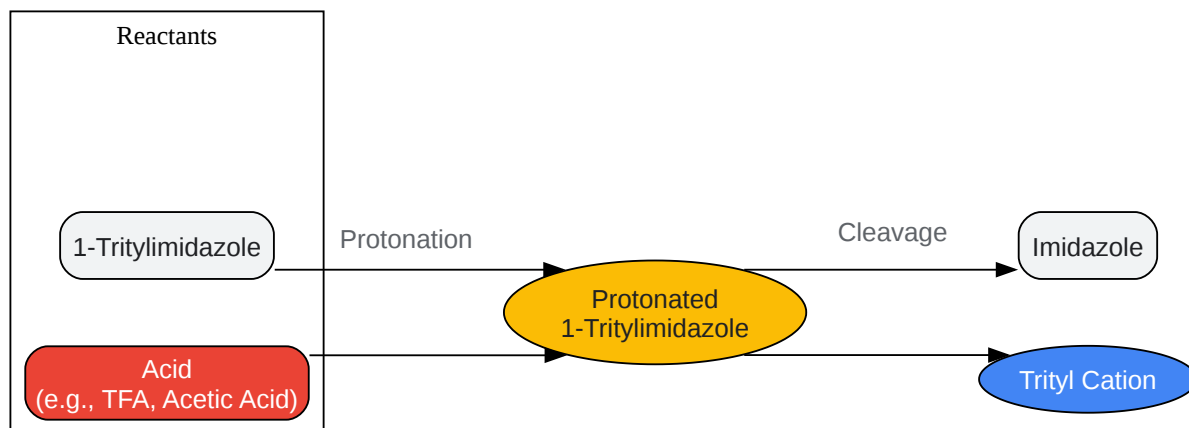 Reactants
1-Tritylimidazole
Protonation
Cleavage
Imidazole
Protonated
1-Tritylimidazole
Acid
(e.g., TFA, Acetic Acid)
Trityl Cation